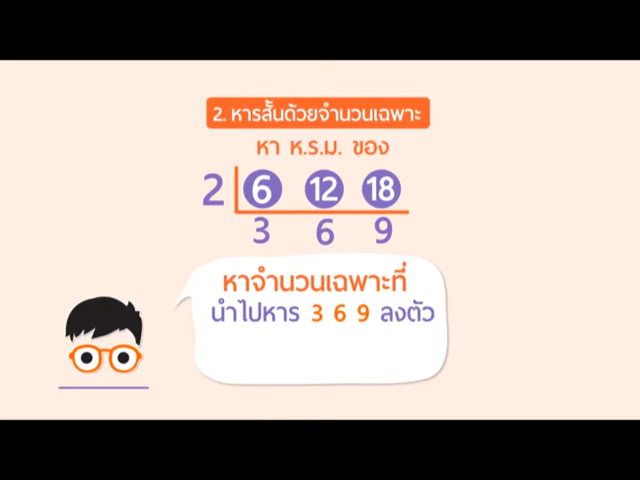 2. หารสั้นด้วยจำนวนเฉพาะ
หา ห.ร.ม. ของ
2 6 12 18
3 6 9
หาจำนวนเฉพาะที่
นำไปหาร 3 6 9 ลงตัว